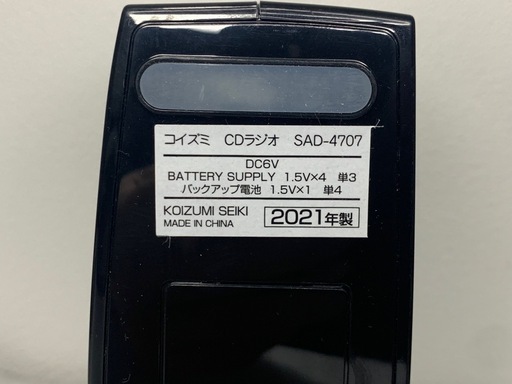 コイズミ CDラジオ SAD-4707
DC6V
BATTERY SUPPLY 1.5V×4 単3
バックアップ電池 1.5V×1 単4
KOIZUMI SEIKI 2021年製
MADE IN CHINA